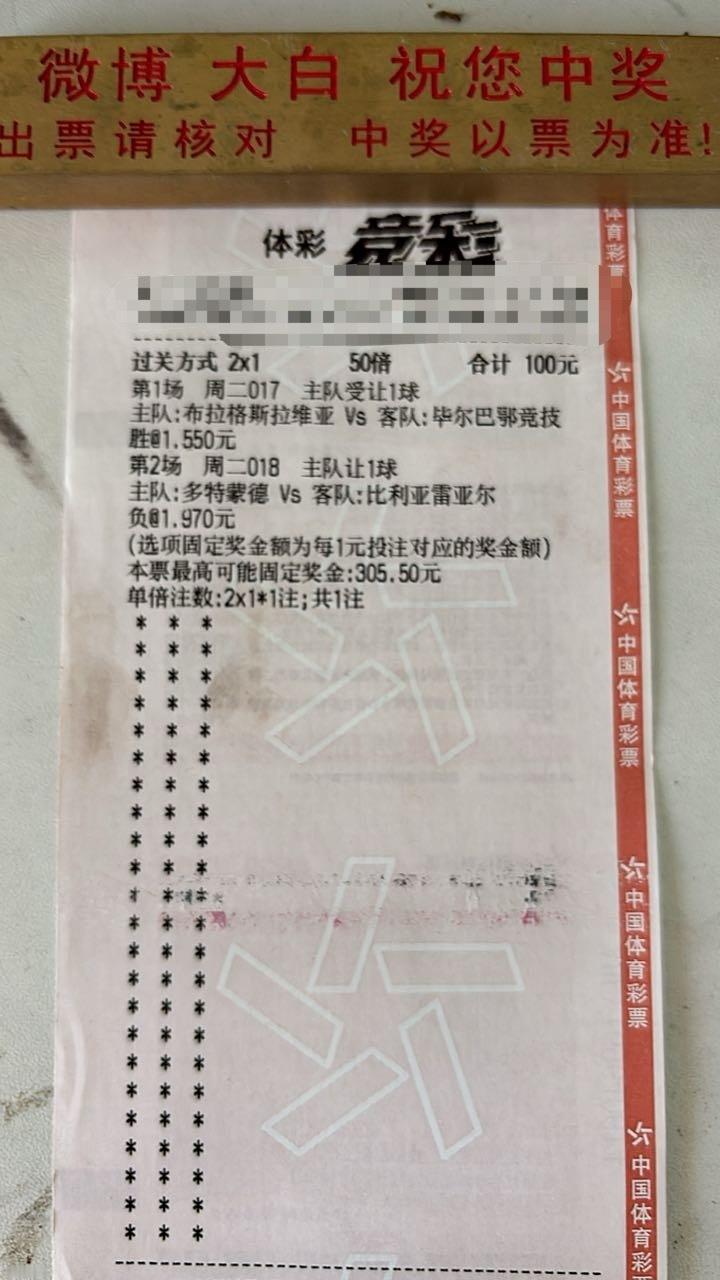 微博 大白 祝您中奖
出票请核对 中奖以票为准!
体彩 竞彩
过关方式 2x1 50倍 合计 100元
第1场 周二017 主队受让1球
主队:布拉格斯拉维亚 Vs 客队:毕尔巴鄂竞技
胜@1.550元
第2场 周二018 主队让1球
主队:多特蒙德 Vs 客队:比利亚雷亚尔
负@1.970元
(选项固定奖金额为每1元投注对应的奖金额)
本票最高可能固定奖金:305.50元
单倍注数:2x1*1注;共1注
体育彩票
中国体育彩票
中国体育彩票
中国体育彩票
中国体育彩